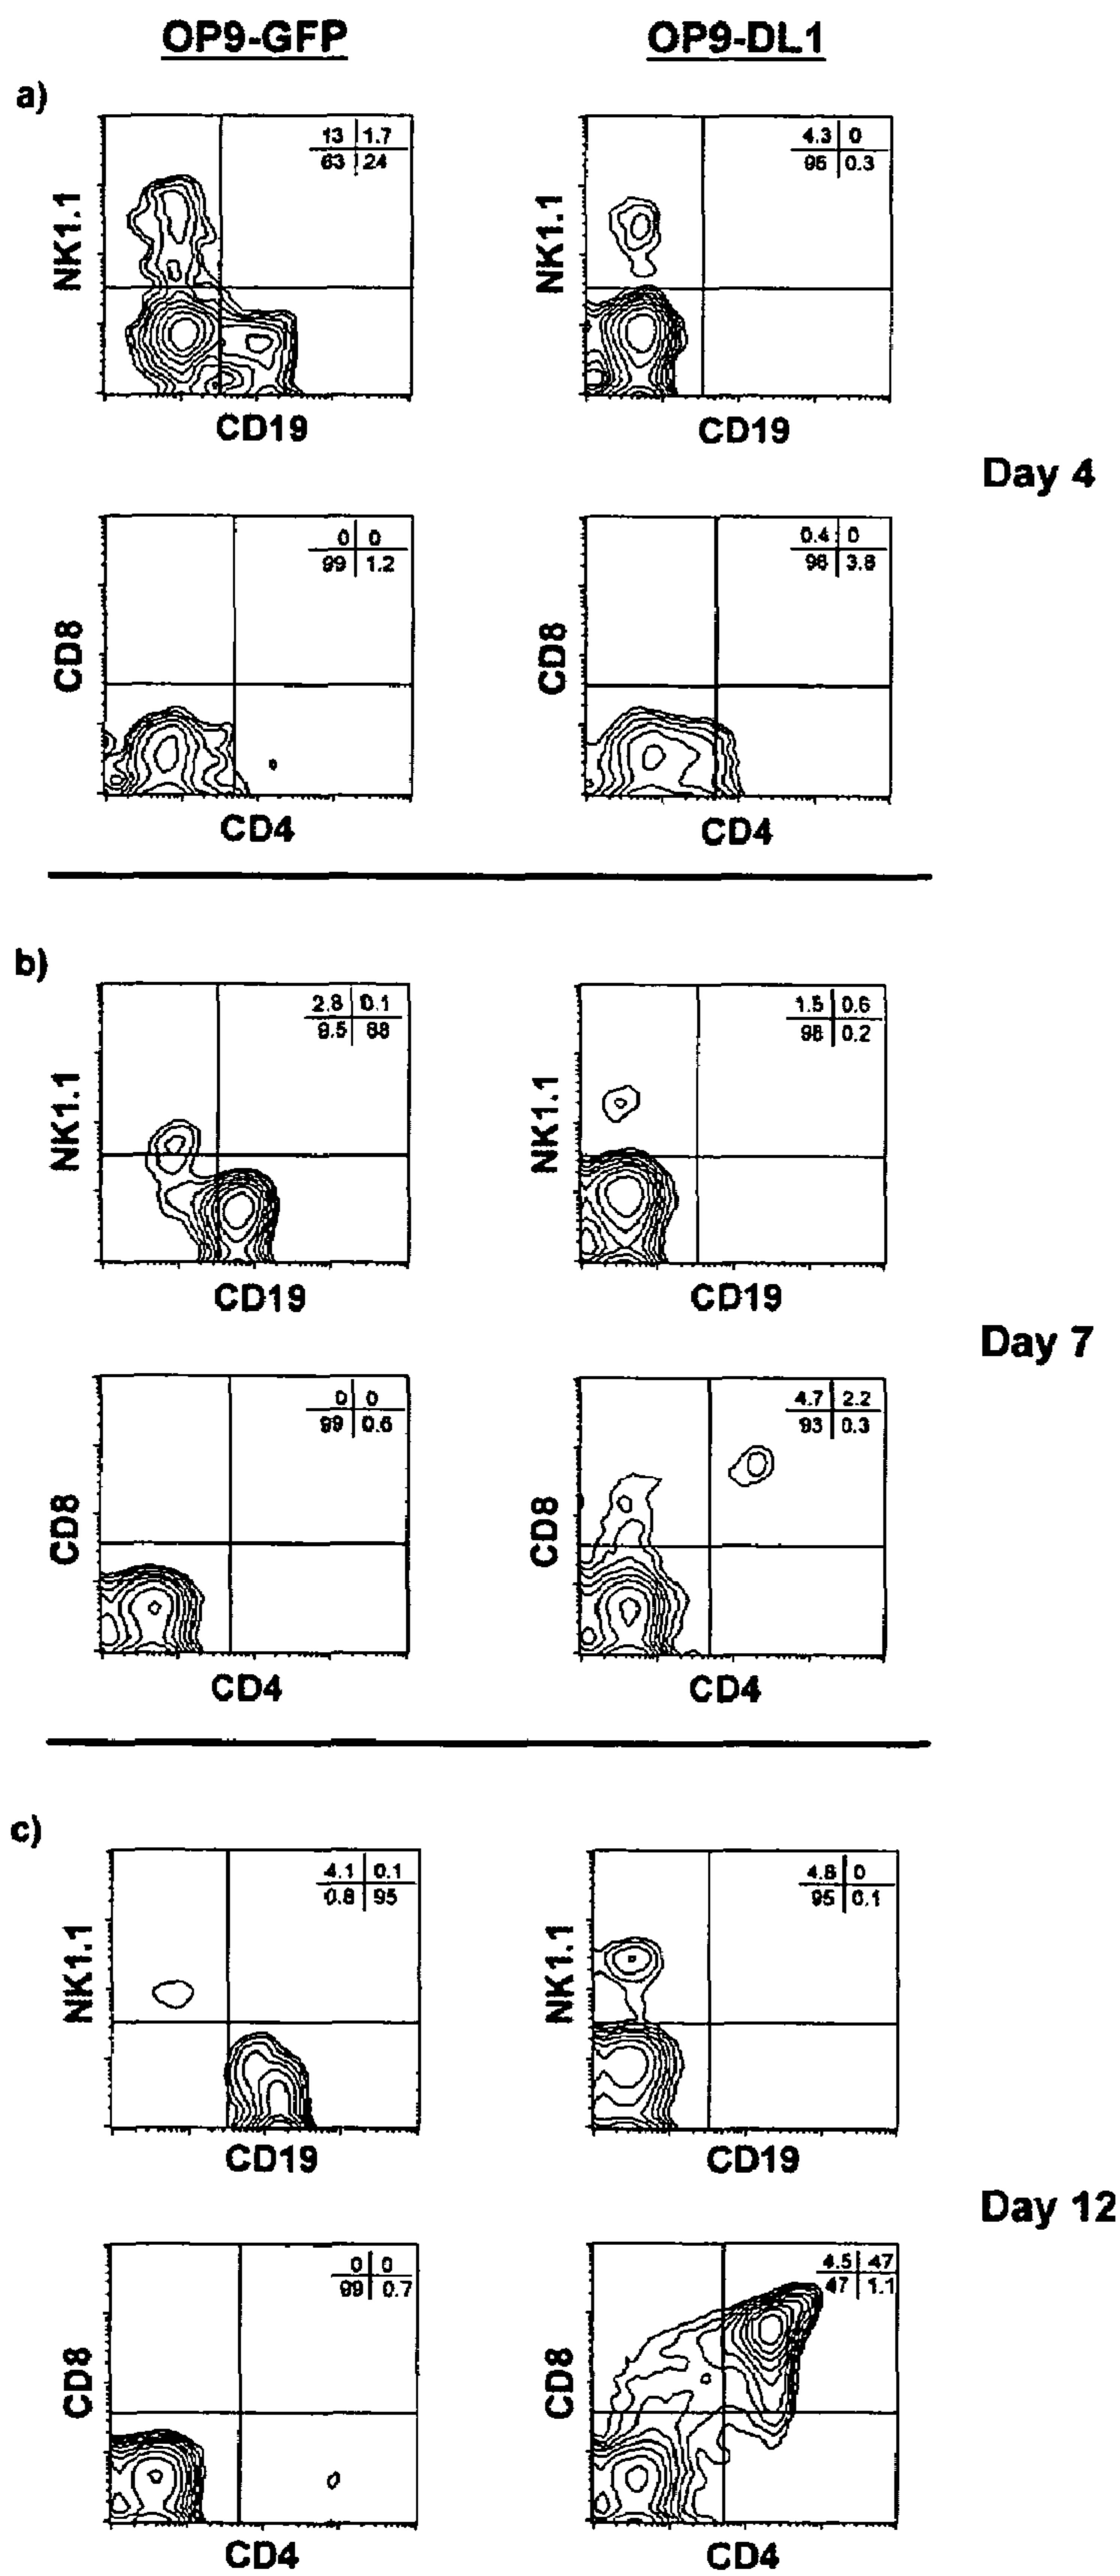 OP9-GFP OP9-DL1
a)
13 1.7 4.3 0
63 24 95 0.3
NK1.1 NK1.1
CD19 CD19
Day 4
0 0 0.4 0
99 1.2 96 3.8
CD8 CD8
CD4 CD4
b)
2.8 0.1 1.5 0.6
9.5 88 98 0.2
NK1.1 NK1.1
CD19 CD19
Day 7
0 0 4.7 2.2
99 0.6 93 0.3
CD8 CD8
CD4 CD4
c)
4.1 0.1 4.8 0
0.8 95 95 0.1
NK1.1 NK1.1
CD19 CD19
Day 12
0 0 4.5 47
99 0.7 47 1.1
CD8 CD8
CD4 CD4